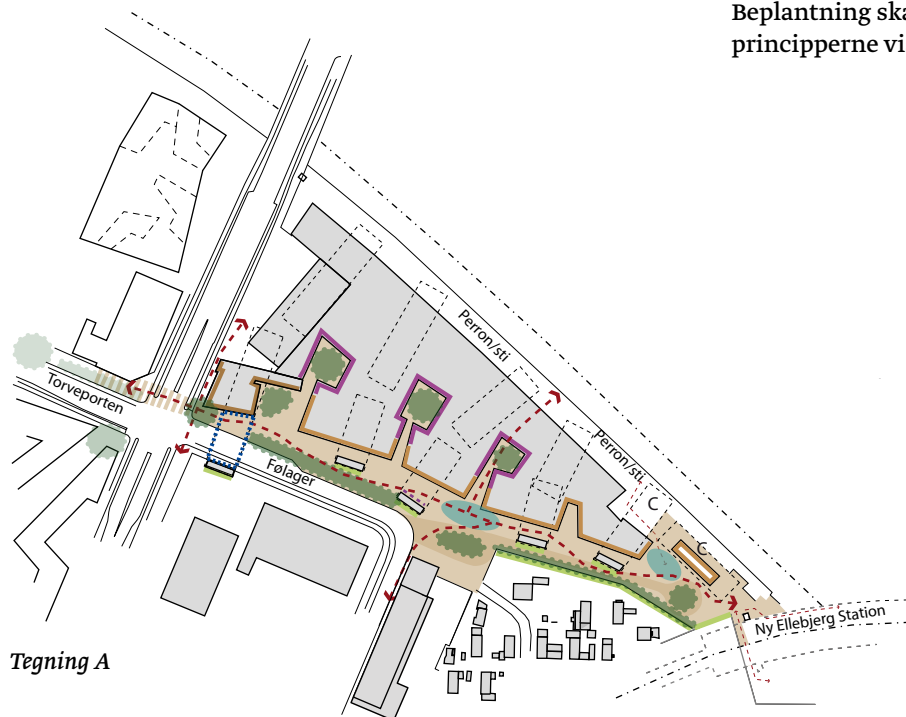 Beplantning ska
principperne vi
Perron/sti
Torveporten
Perron/sti
Følager
C
C
Ny Ellebjerg Station
Tegning A